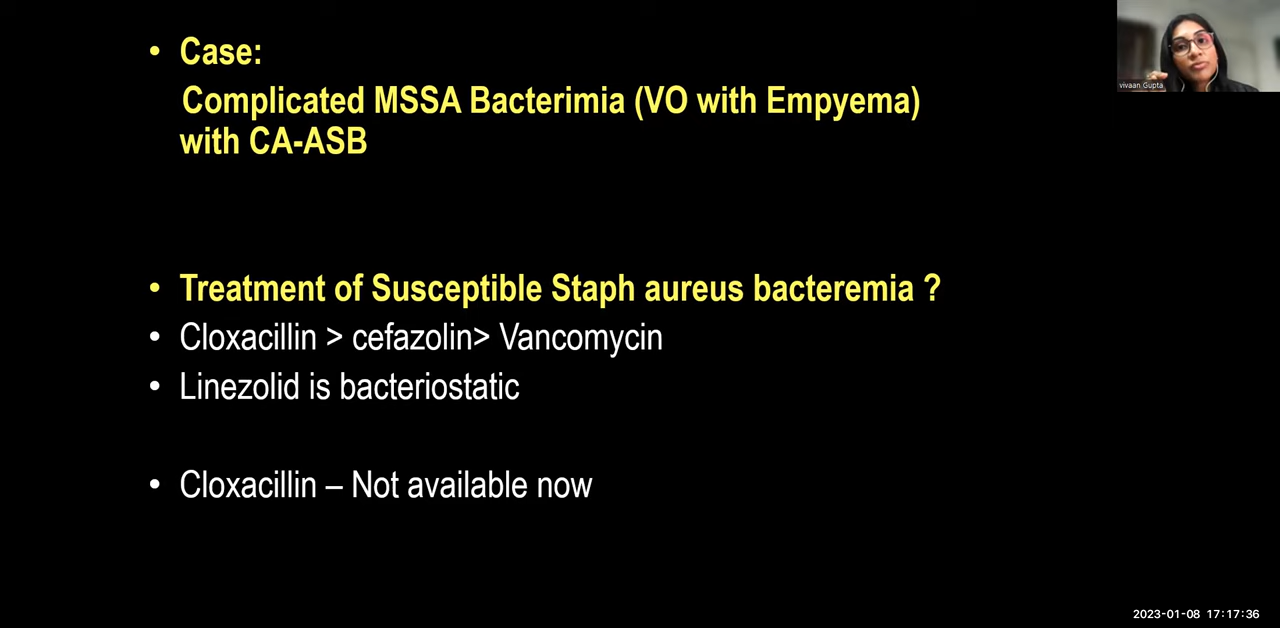 • Case:
Complicated MSSA Bacterimia (VO with Empyema)
with CA-ASB
• Treatment of Susceptible Staph aureus bacteremia ?
• Cloxacillin > cefazolin> Vancomycin
• Linezolid is bacteriostatic
• Cloxacillin – Not available now
vivaan Gupta
2023-01-08 17:17:36